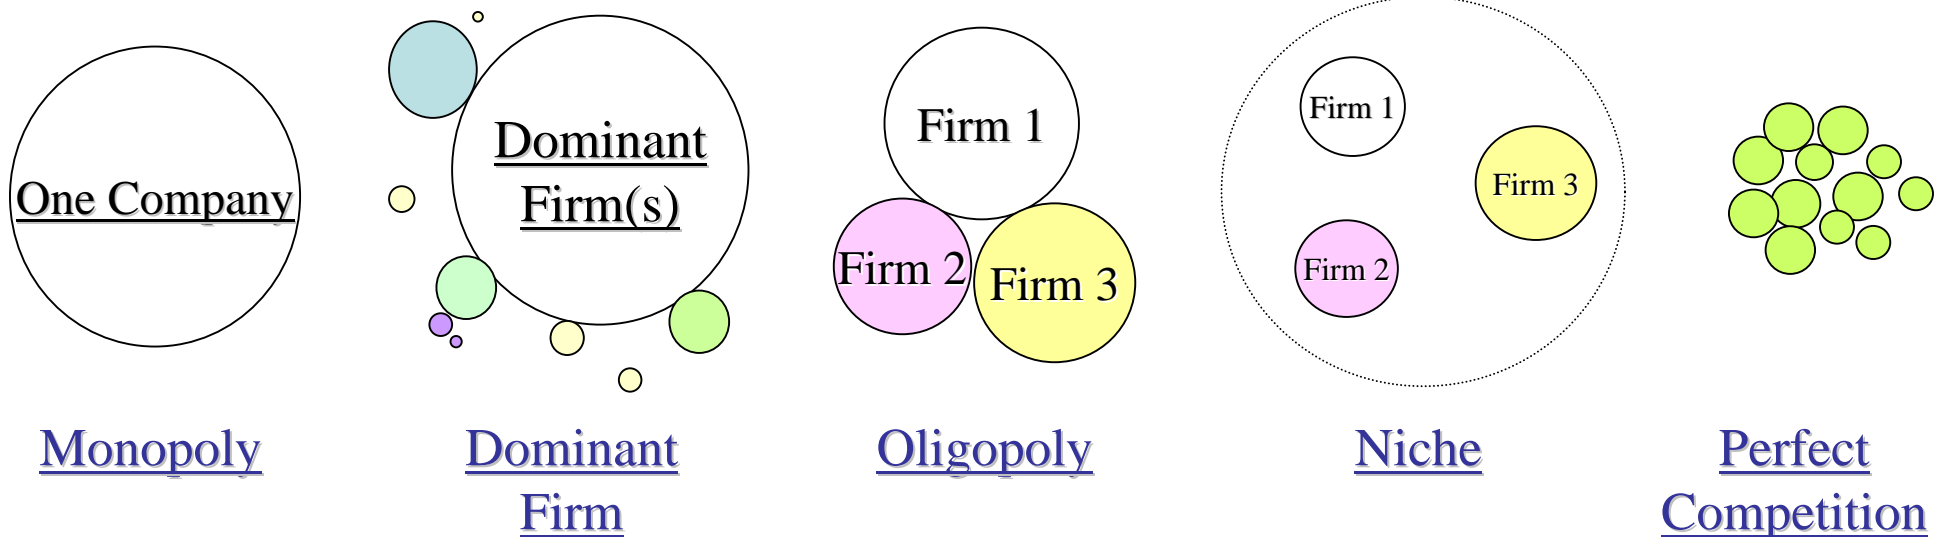 One Company
Dominant
Firm(s)
Firm 1
Firm 2
Firm 3
Firm 1
Firm 3
Firm 2
Monopoly
Dominant
Firm
Oligopoly
Niche
Perfect
Competition